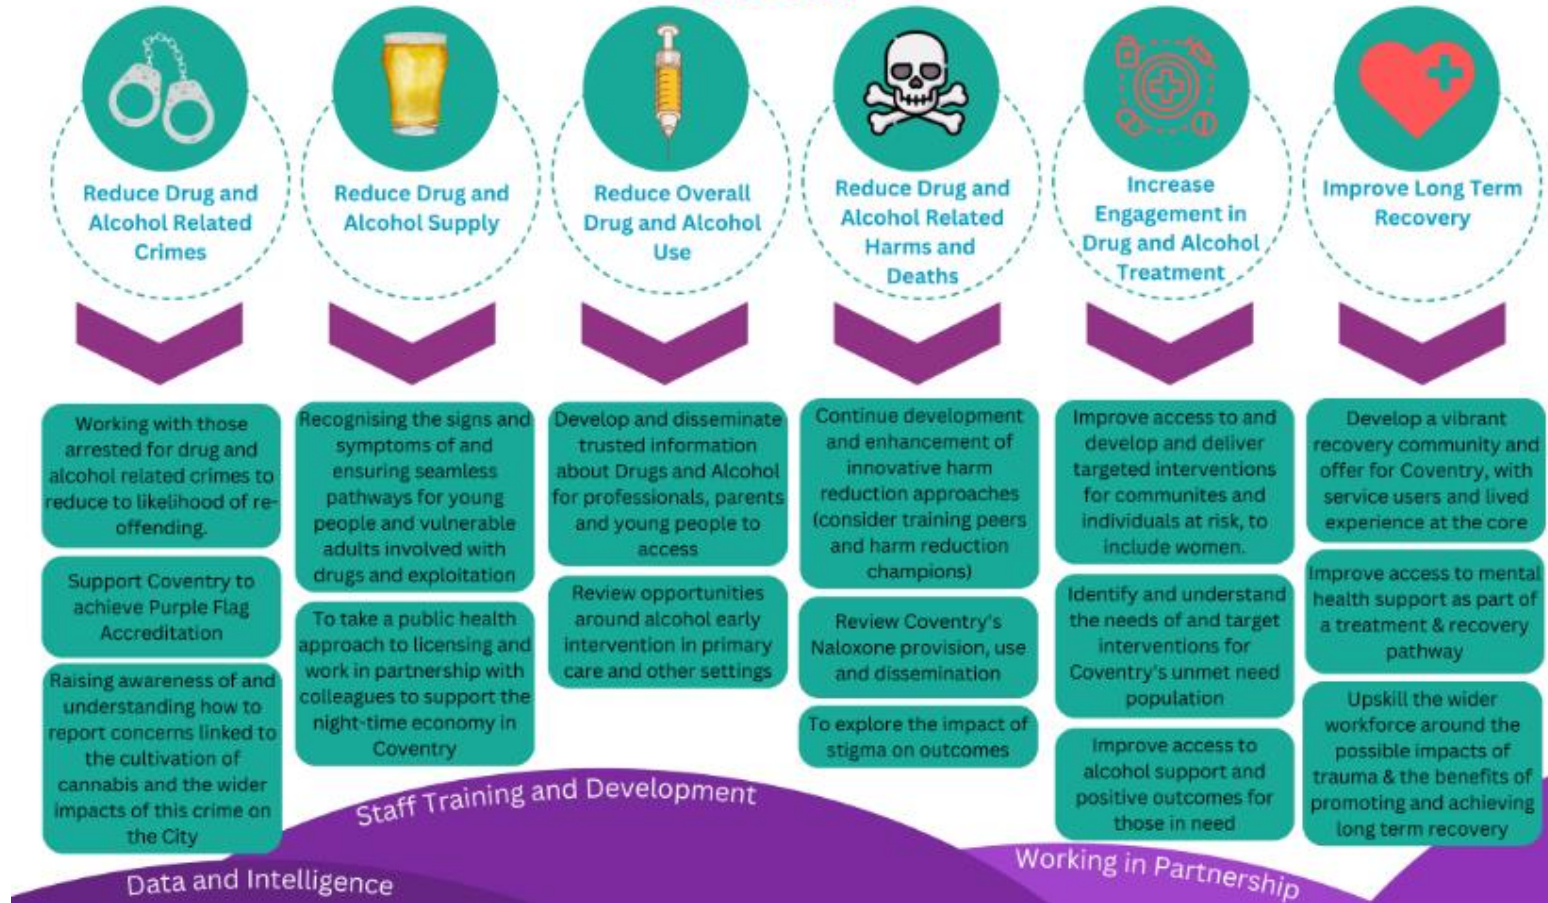 Reduce Drug and
Alcohol Related
Crimes
Reduce Drug and
Alcohol Supply
Reduce Overall
Drug and Alcohol
Use
Reduce Drug and
Alcohol Related
Harms and
Deaths
Increase
Engagement in
Drug and Alcohol
Treatment
Improve Long Term
Recovery
Working with those
arrested for drug and
alcohol related crimes to
reduce to likelihood of re-
offending.
Support Coventry to
achieve Purple Flag
Accreditation
Raising awareness of and
understanding how to
report concerns linked to
the cultivation of
cannabis and the wider
impacts of this crime on
the City
Recognising the signs and
symptoms of and
ensuring seamless
pathways for young
people and vulnerable
adults involved with
drugs and exploitation
To take a public health
approach to licensing and
work in partnership with
colleagues to support the
night-time economy in
Coventry
Develop and disseminate
trusted information
about Drugs and Alcohol
for professionals, parents
and young people to
access
Review opportunities
around alcohol early
intervention in primary
care and other settings
Continue development
and enhancement of
innovative harm
reduction approaches
(consider training peers
and harm reduction
champions)
Review Coventry's
Naloxone provision, use
and dissemination
To explore the impact of
stigma on outcomes
Improve access to and
develop and deliver
targeted interventions
for communites and
individuals at risk, to
include women.
Identify and understand
the needs of and target
interventions for
Coventry's unmet need
population
Improve access to
alcohol support and
positive outcomes for
those in need
Develop a vibrant
recovery community and
offer for Coventry, with
service users and lived
experience at the core
Improve access to mental
health support as part of
a treatment & recovery
pathway
Upskill the wider
workforce around the
possible impacts of
trauma & the benefits of
promoting and achieving
long term recovery
Staff Training and Development
Data and Intelligence
Working in Partnership